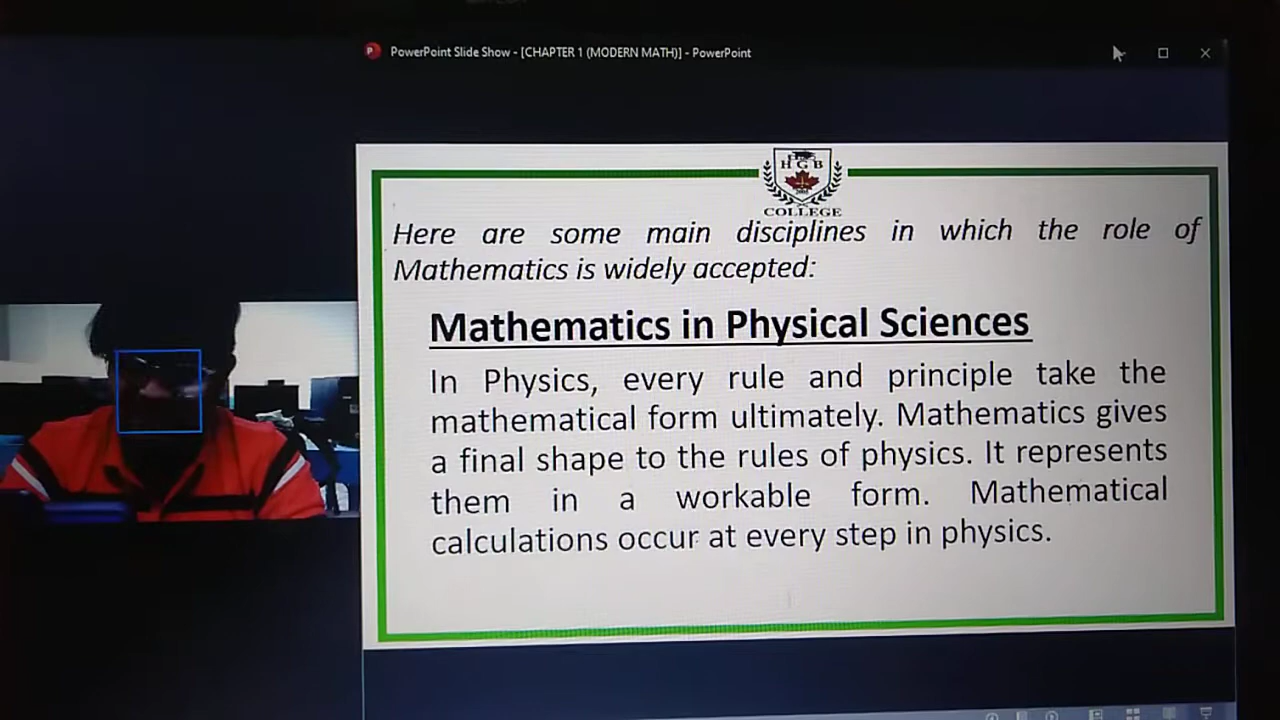 PowerPoint Slide Show - [CHAPTER 1 (MODERN MATH)] - PowerPoint
H G B
COLLEGE
Here are some main disciplines in which the role of
Mathematics is widely accepted:
Mathematics in Physical Sciences
In Physics, every rule and principle take the
mathematical form ultimately. Mathematics gives
a final shape to the rules of physics. It represents
them in a workable form. Mathematical
calculations occur at every step in physics.